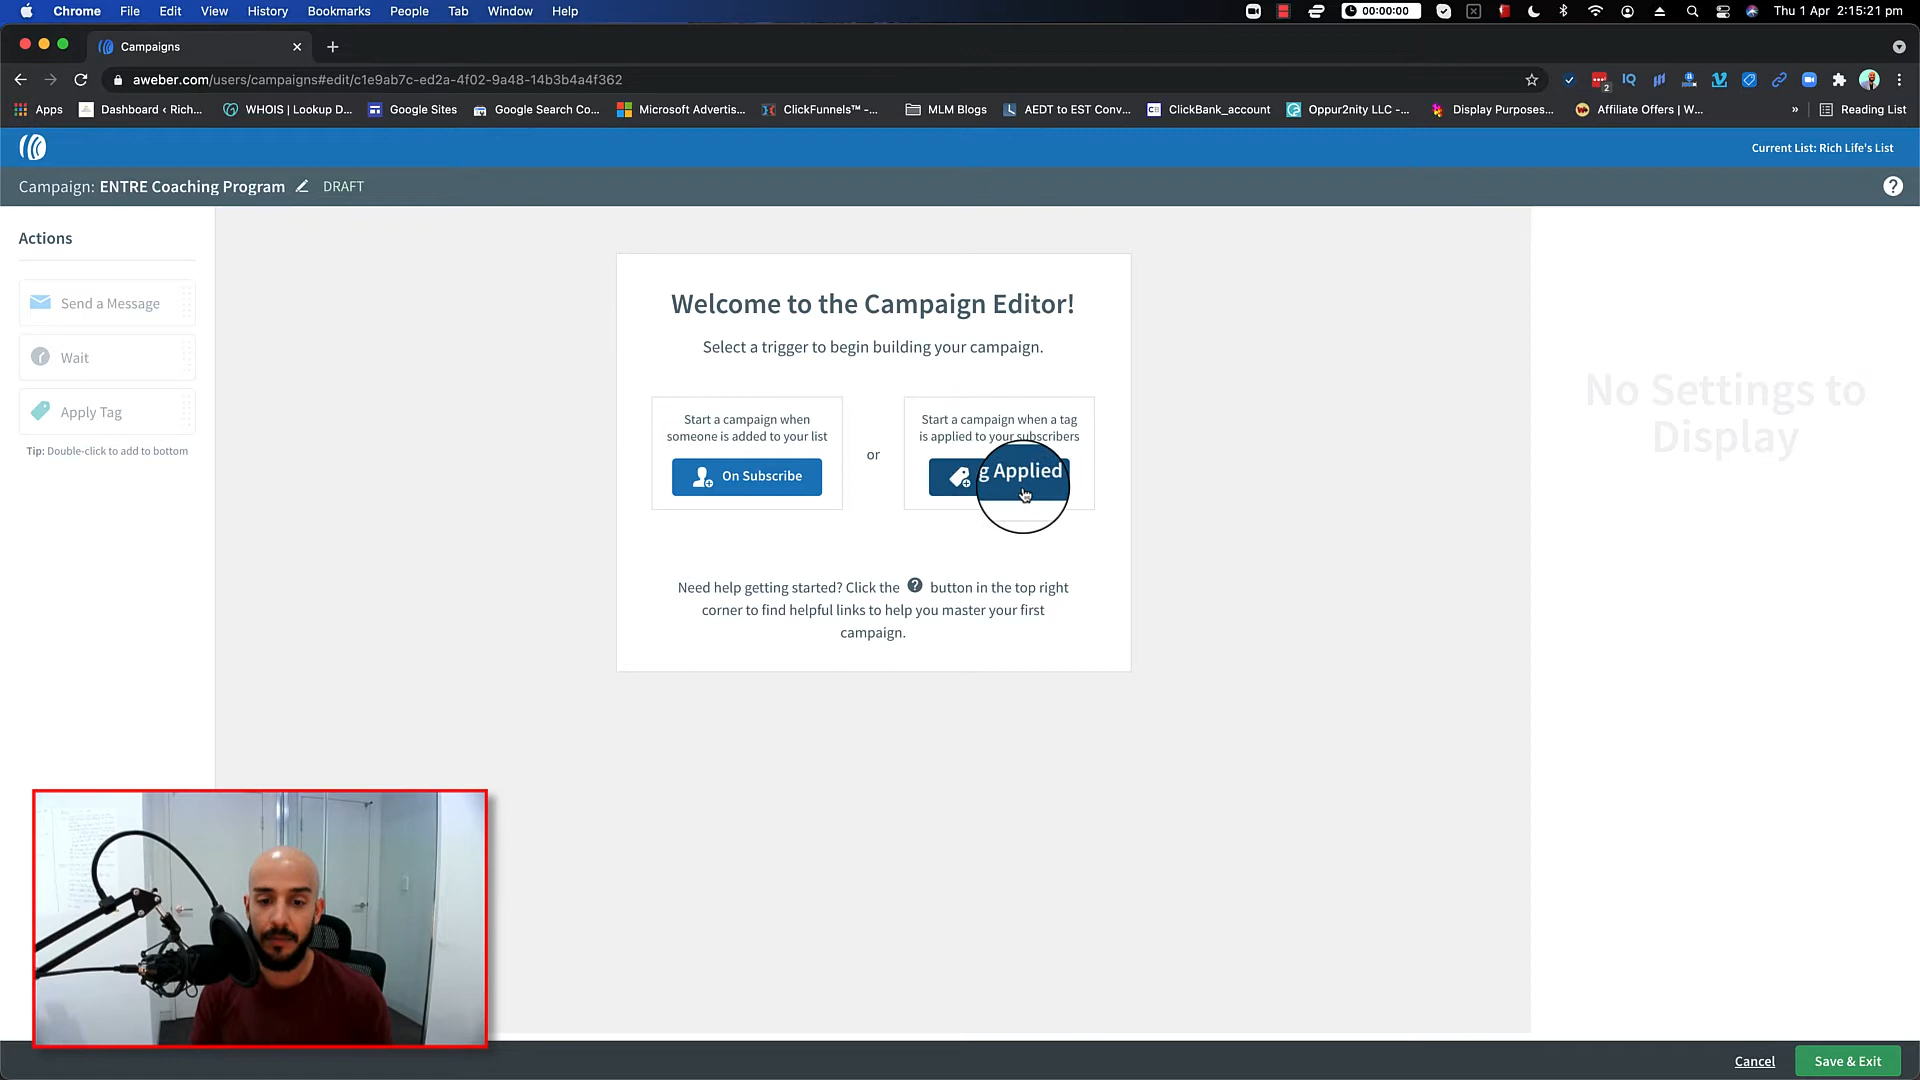 Chrome File Edit View History Bookmarks People Tab Window Help
00:00:00
Thu 1 Apr 2:15:21 pm
Campaigns
aweber.com/users/campaigns#edit/c1e9ab7c-ed2a-4f02-9a48-14b3b4a4f362
2
Apps Dashboard ‹ Rich... WHOIS | Lookup D... Google Sites Google Search Co... Microsoft Advertis... ClickFunnels™ -... MLM Blogs AEDT to EST Conv... ClickBank_account Oppur2nity LLC -... Display Purposes... Affiliate Offers | W... » Reading List
Current List: Rich Life's List
Campaign: ENTRE Coaching Program DRAFT
Actions
Send a Message
Wait
Apply Tag
Tip: Double-click to add to bottom
Welcome to the Campaign Editor!
Select a trigger to begin building your campaign.
Start a campaign when
someone is added to your list
On Subscribe
or
Start a campaign when a tag
is applied to your subscribers
g Applied
Need help getting started? Click the ? button in the top right
corner to find helpful links to help you master your first
campaign.
No Settings to
Display
Cancel
Save & Exit